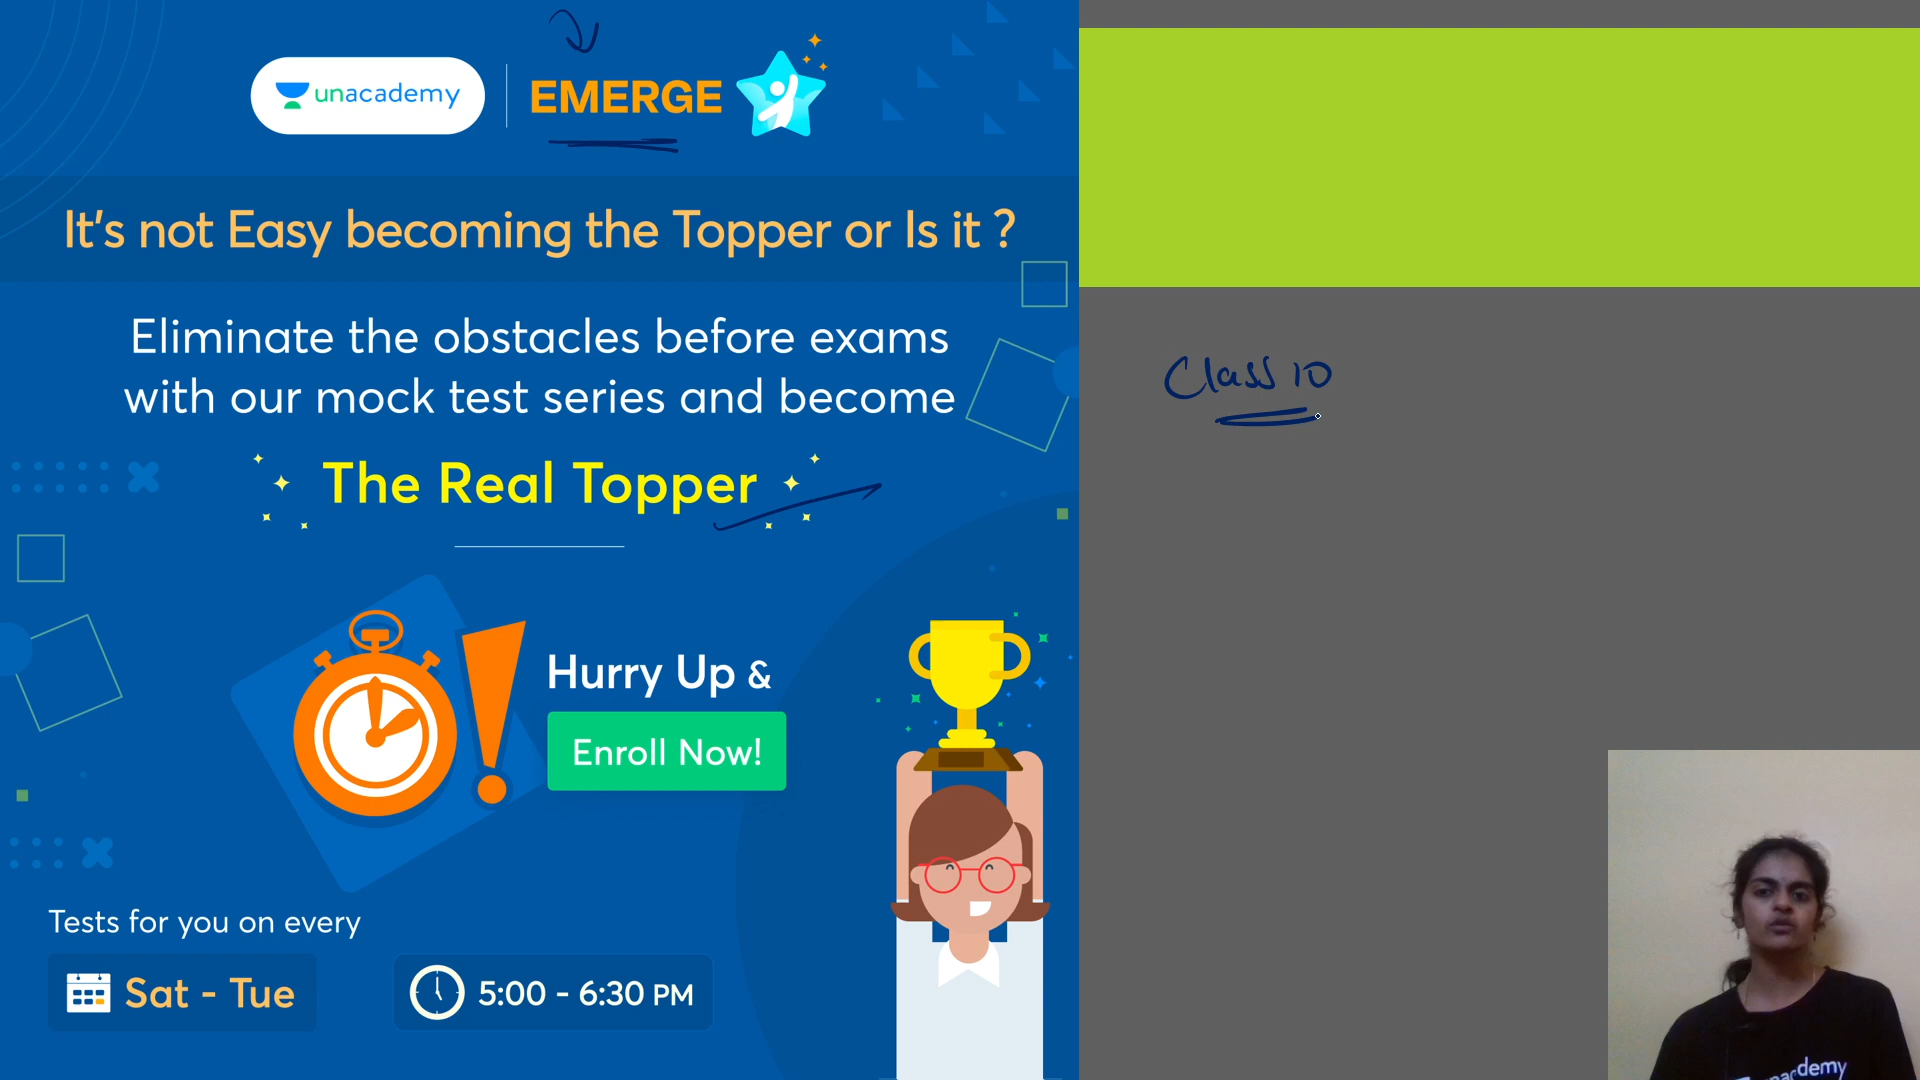 unacademy
EMERGE
It's not Easy becoming the Topper or Is it ?
Eliminate the obstacles before exams
with our mock test series and become
The Real Topper
Hurry Up &
Enroll Now!
Tests for you on every
Sat - Tue
5:00 - 6:30 PM
Class 10
unacademy